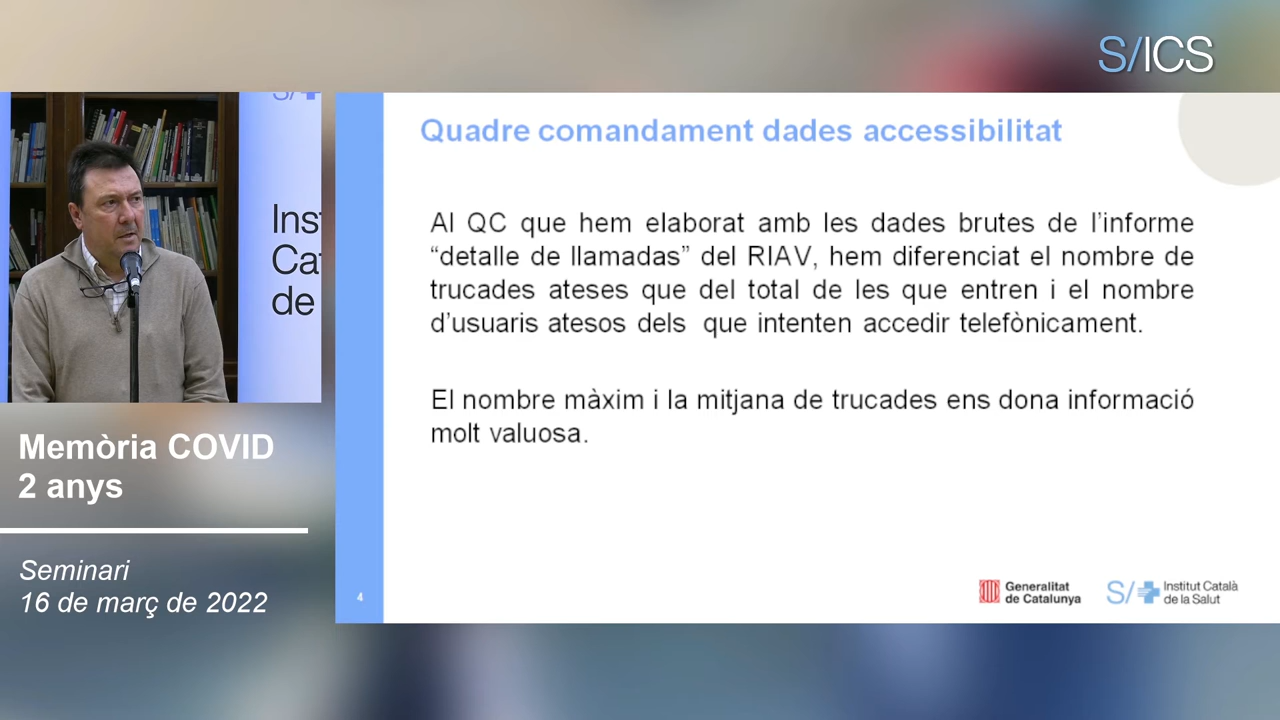 S/ICS
Quadre comandament dades accessibilitat
Al QC que hem elaborat amb les dades brutes de l’informe
“detalle de llamadas” del RIAV, hem diferenciat el nombre de
trucades ateses que del total de les que entren i el nombre
d’usuaris atesos dels  que intenten accedir telefònicament.
El nombre màxim i la mitjana de trucades ens dona informació
molt valuosa.
4
Generalitat
de Catalunya
S/
Institut Català
de la Salut
Ins
Ca
de
Memòria COVID
2 anys
Seminari
16 de març de 2022